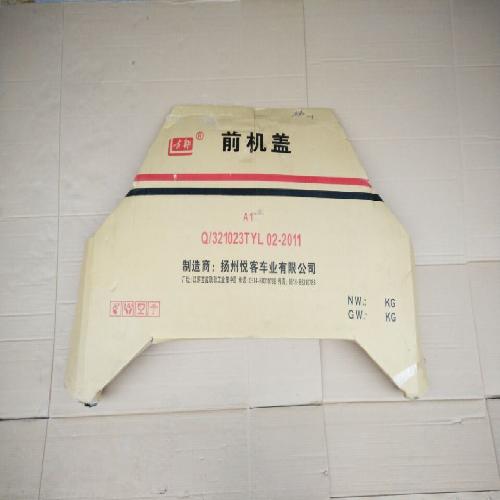 ®
前机盖
A1
Q/321023TYL 02-2011
制造商：扬州悦客车业有限公司
NW.: KG
GW.: KG